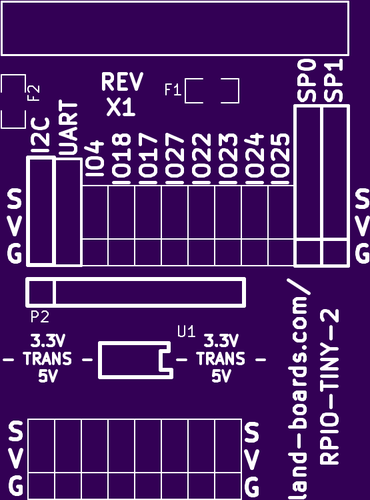 REV
X1
F2
F1
I2C
UART
IO4
IO18
IO17
IO27
IO22
IO23
IO24
IO25
SP0
SP1
S
V
G
S
V
G
P2
U1
3.3V
- TRANS -
5V
3.3V
- TRANS -
5V
land-boards.com/
RPIO-TINY-2
S
V
G
S
V
G